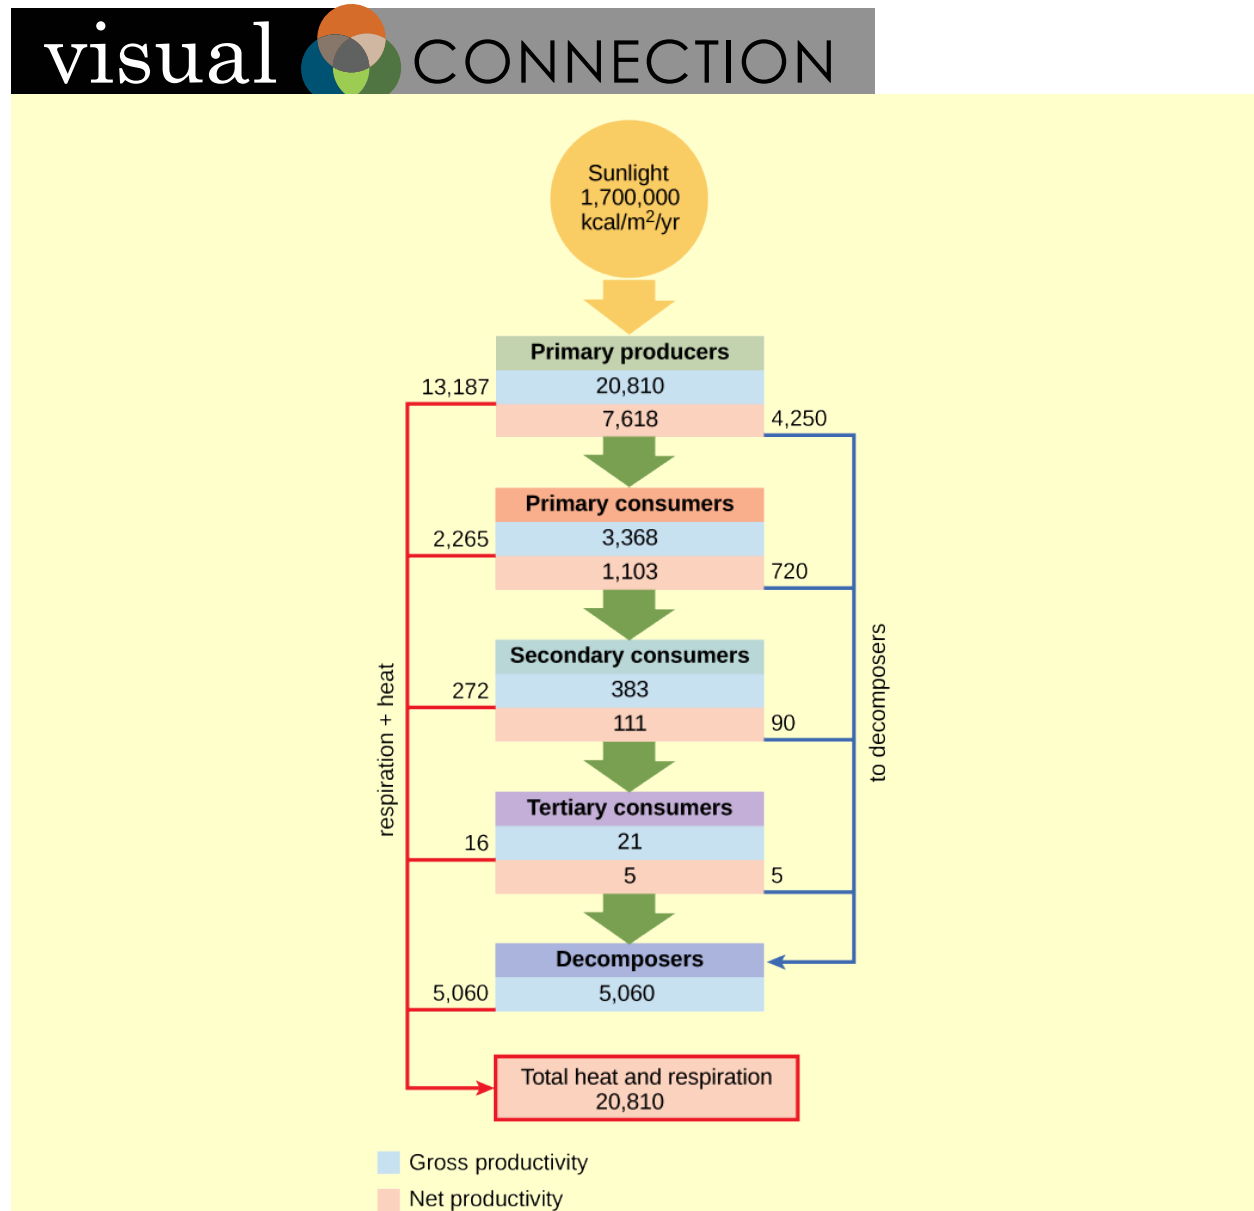 visual CONNECTION
Sunlight
1,700,000
kcal/m²/yr
Primary producers
13,187
20,810
7,618
4,250
Primary consumers
2,265
3,368
1,103
720
Secondary consumers
272
383
111
90
Tertiary consumers
16
21
5
5
Decomposers
5,060
5,060
respiration + heat
to decomposers
Total heat and respiration
20,810
Gross productivity
Net productivity